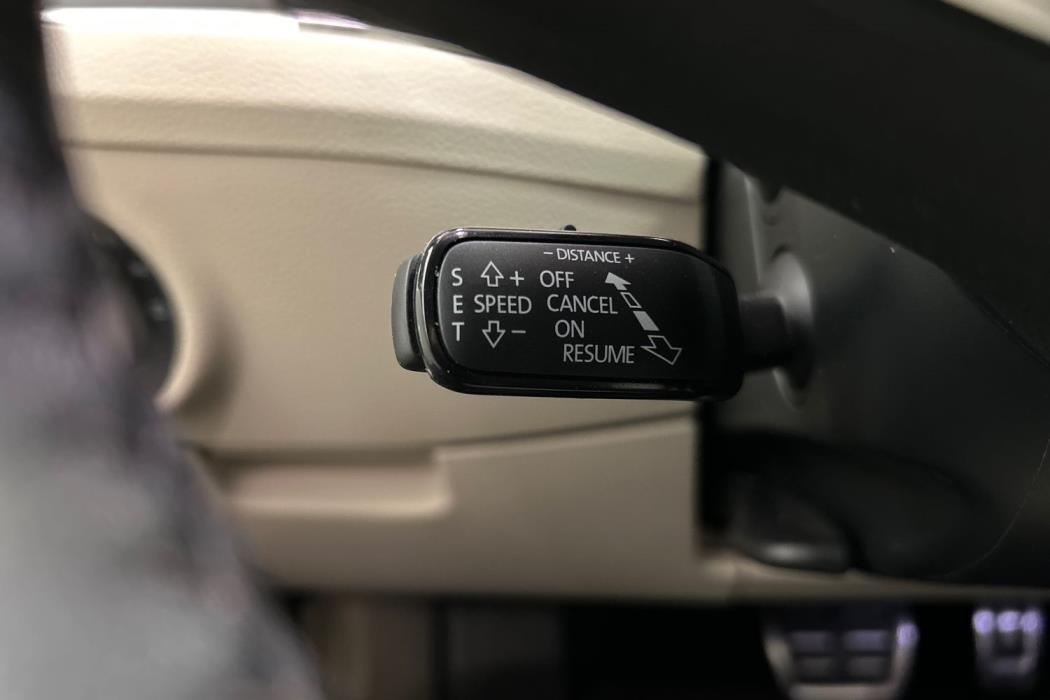 − DISTANCE +
S + OFF
E SPEED CANCEL
T − ON
RESUME